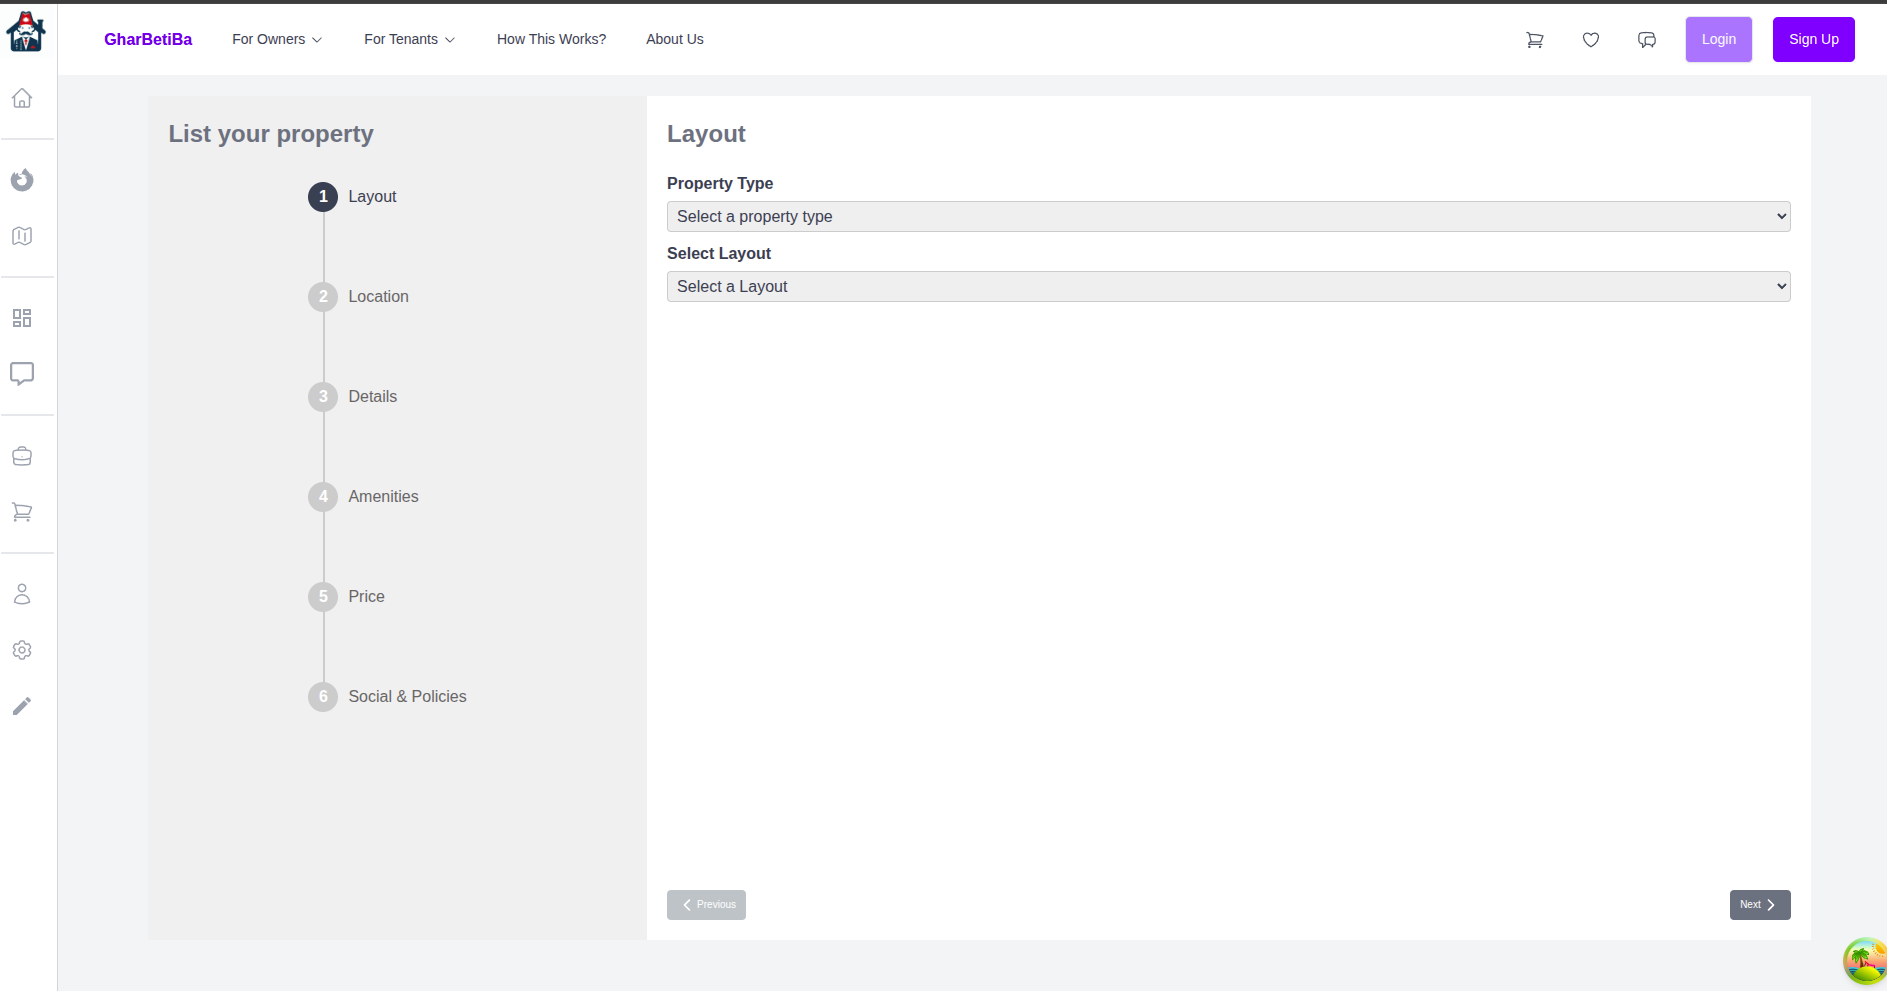 GharBetiBa
For Owners
For Tenants
How This Works?
About Us
Login
Sign Up
List your property
1 Layout
2 Location
3 Details
4 Amenities
5 Price
6 Social & Policies
Layout
Property Type
Select a property type
Select Layout
Select a Layout
Previous
Next